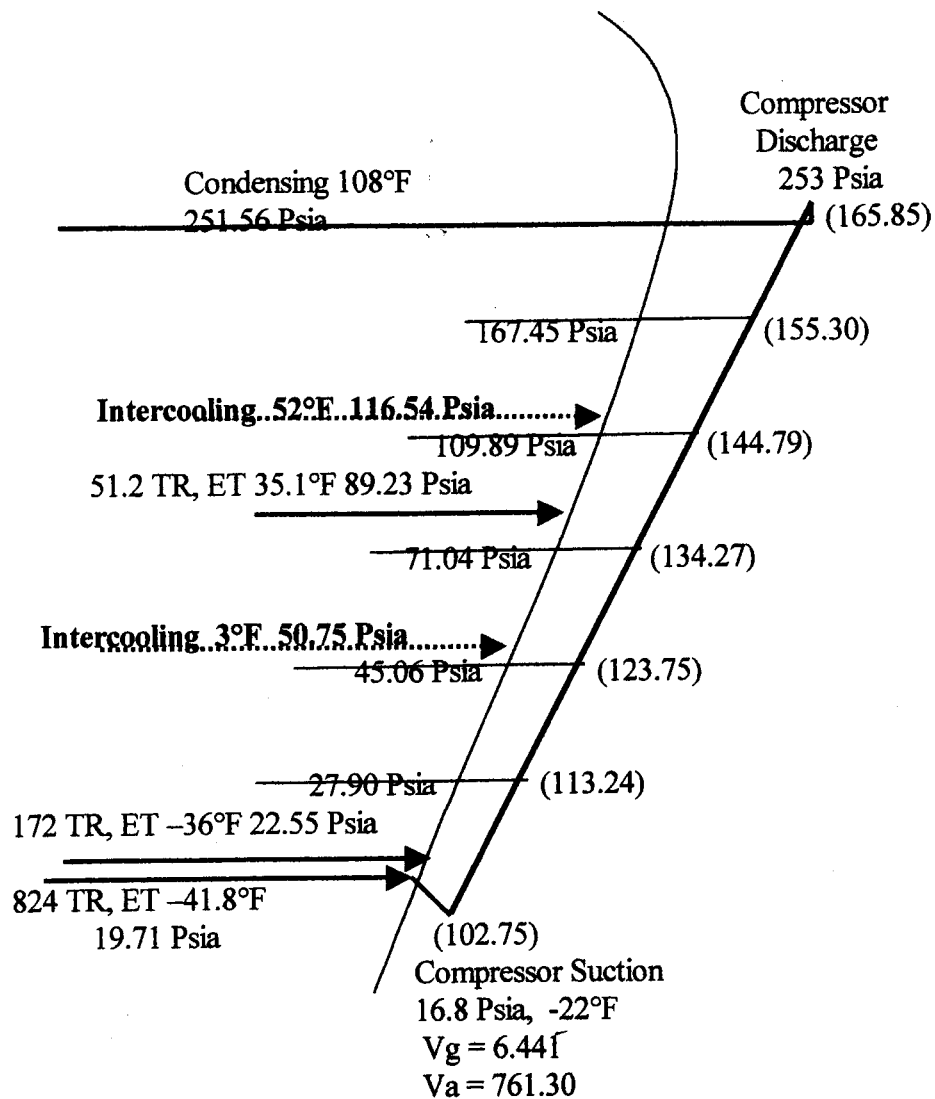 Compressor
Discharge
253 Psia
Condensing 108°F
251.56 Psia
(165.85)
167.45 Psia
(155.30)
Intercooling 52°F 116.54 Psia
109.89 Psia
(144.79)
51.2 TR, ET 35.1°F 89.23 Psia
71.04 Psia
(134.27)
Intercooling 3°F 50.75 Psia
45.06 Psia
(123.75)
27.90 Psia
(113.24)
172 TR, ET –36°F 22.55 Psia
824 TR, ET –41.8°F
19.71 Psia
(102.75)
Compressor Suction
16.8 Psia, -22°F
Vg = 6.441
Va = 761.30